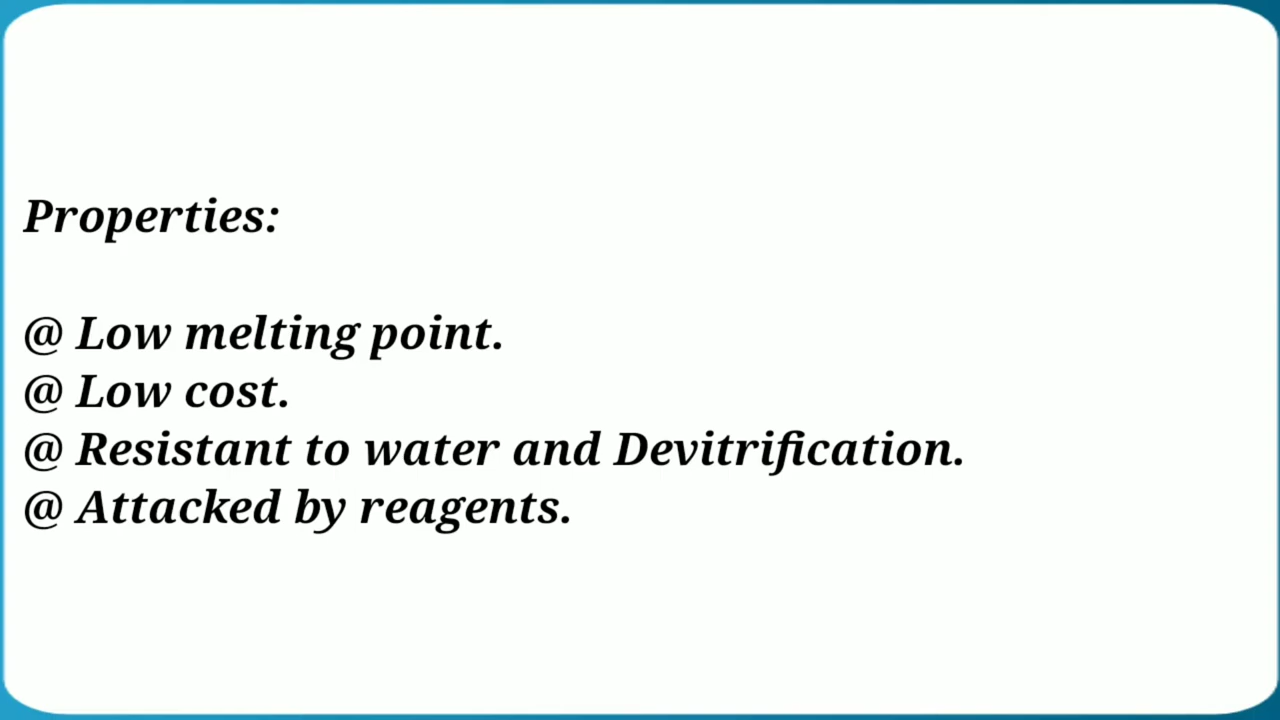 Properties:
@ Low melting point.
@ Low cost.
@ Resistant to water and Devitrification.
@ Attacked by reagents.